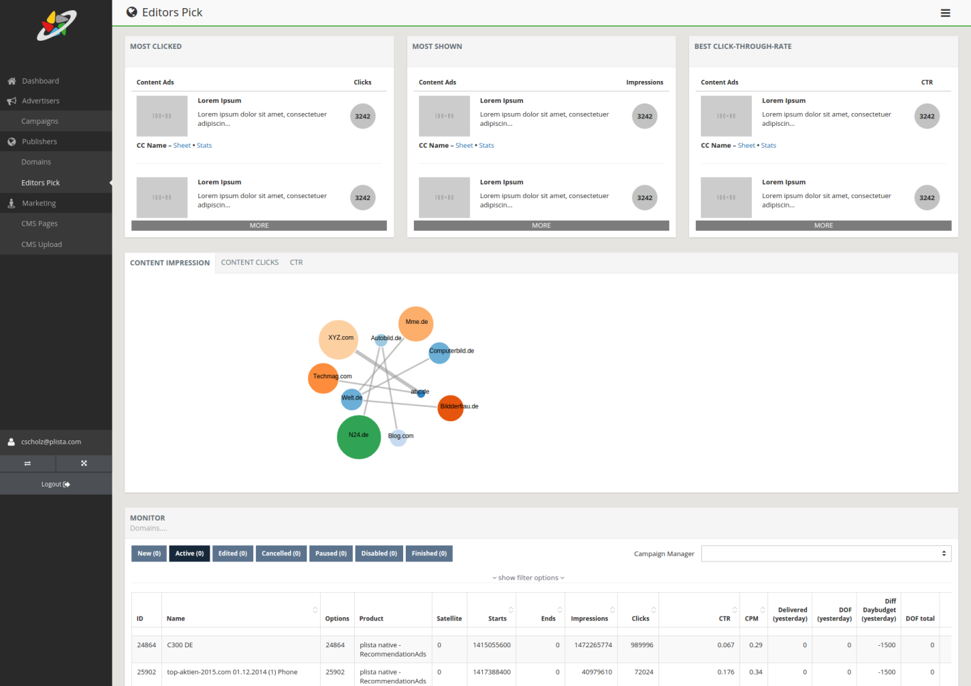 Editors Pick
Dashboard
Advertisers
Campaigns
Publishers
Domains
Editors Pick
Marketing
CMS Pages
CMS Upload
cscholz@plista.com
Logout
MOST CLICKED
Content Ads Clicks
Lorem Ipsum
Lorem ipsum dolor sit amet, consectetuer
adipiscin...
3242
CC Name – Sheet • Stats
Lorem Ipsum
Lorem ipsum dolor sit amet, consectetuer
adipiscin...
3242
MORE
MOST SHOWN
Content Ads Impressions
Lorem Ipsum
Lorem ipsum dolor sit amet, consectetuer
adipiscin...
3242
CC Name – Sheet • Stats
Lorem Ipsum
Lorem ipsum dolor sit amet, consectetuer
adipiscin...
3242
MORE
BEST CLICK-THROUGH-RATE
Content Ads CTR
Lorem Ipsum
Lorem ipsum dolor sit amet, consectetuer
adipiscin...
3242
CC Name – Sheet • Stats
Lorem Ipsum
Lorem ipsum dolor sit amet, consectetuer
adipiscin...
3242
MORE
CONTENT IMPRESSION CONTENT CLICKS CTR
Mme.de
XYZ.com
Autobild.de
Computerbild.de
Techmag.com
abc.de
Welt.de
Bildderfrau.de
N24.de
Blog.com
MONITOR
Domains....
New (0) Active (0) Edited (0) Cancelled (0) Paused (0) Disabled (0) Finished (0)
Campaign Manager
show filter options
ID Name Options Product Satellite Starts Ends Impressions Clicks CTR CPM Delivered (yesterday) DOF (yesterday) Diff Daybudget (yesterday) DOF total
24864 C300 DE 24864 plista native - 0 1415055600 0 1472265774 989996 0.067 0.29 0 0 -1500 0
RecommendationAds
25902 top-aktien-2015.com 01.12.2014 (1) Phone 25902 plista native - 0 1417388400 0 40979610 72024 0.176 0.34 0 0 -1500 0
RecommendationAds